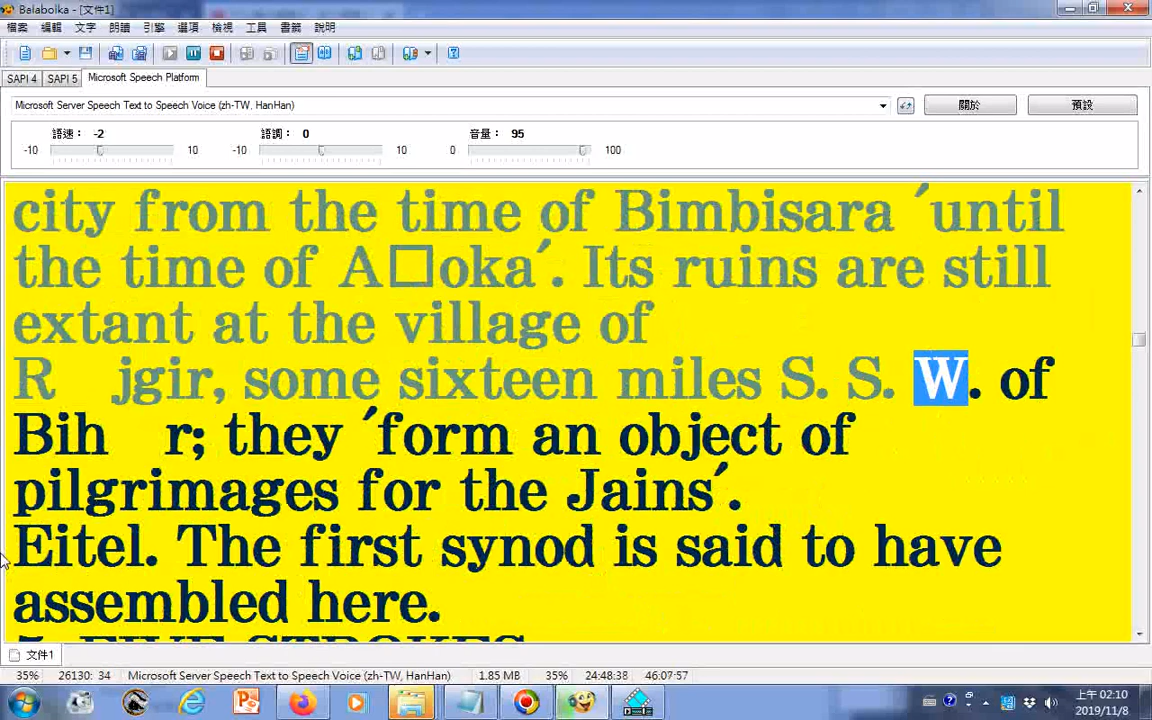 Balabolka - [文件1]
檔案 編輯 文字 朗讀 引擎 選項 檢視 工具 書籤 說明
SAPI 4 SAPI 5 Microsoft Speech Platform
Microsoft Server Speech Text to Speech Voice (zh-TW, HanHan) 關於 預設
語速： -2 語調： 0 音量： 95
-10 10 -10 10 0 100
city from the time of Bimbisara ′until
the time of A□oka′. Its ruins are still
extant at the village of
R jgir, some sixteen miles S. S. W. of
Bih r; they ′form an object of
pilgrimages for the Jains′.
Eitel. The first synod is said to have
assembled here.
5 FIVE STROKES
文件1
35% 26130: 34 Microsoft Server Speech Text to Speech Voice (zh-TW, HanHan) 1.85 MB 35% 24:48:38 46:07:57
上午 02:10
2019/11/8